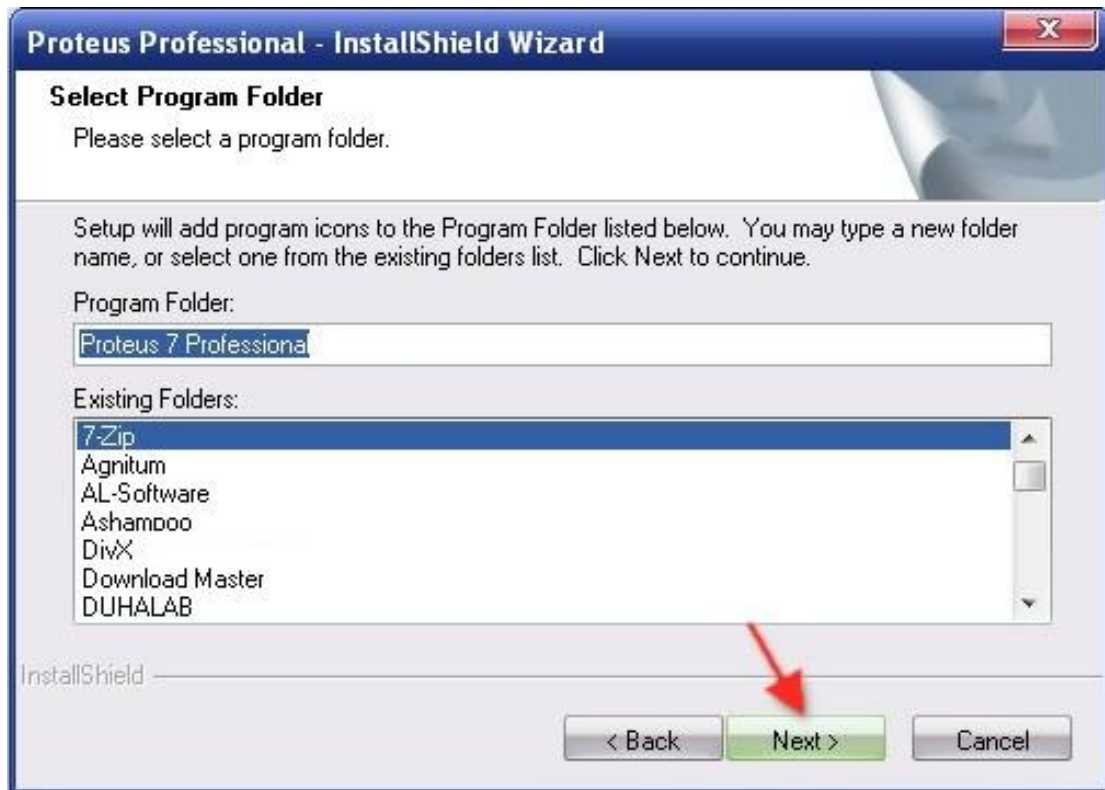 Proteus Professional - InstallShield Wizard
X
Select Program Folder
Please select a program folder.
Setup will add program icons to the Program Folder listed below. You may type a new folder
name, or select one from the existing folders list. Click Next to continue.
Program Folder:
Proteus 7 Professional
Existing Folders:
7-Zip
Agnitum
AL-Software
Ashampoo
DivX
Download Master
DUHALAB
InstallShield
< Back Next > Cancel